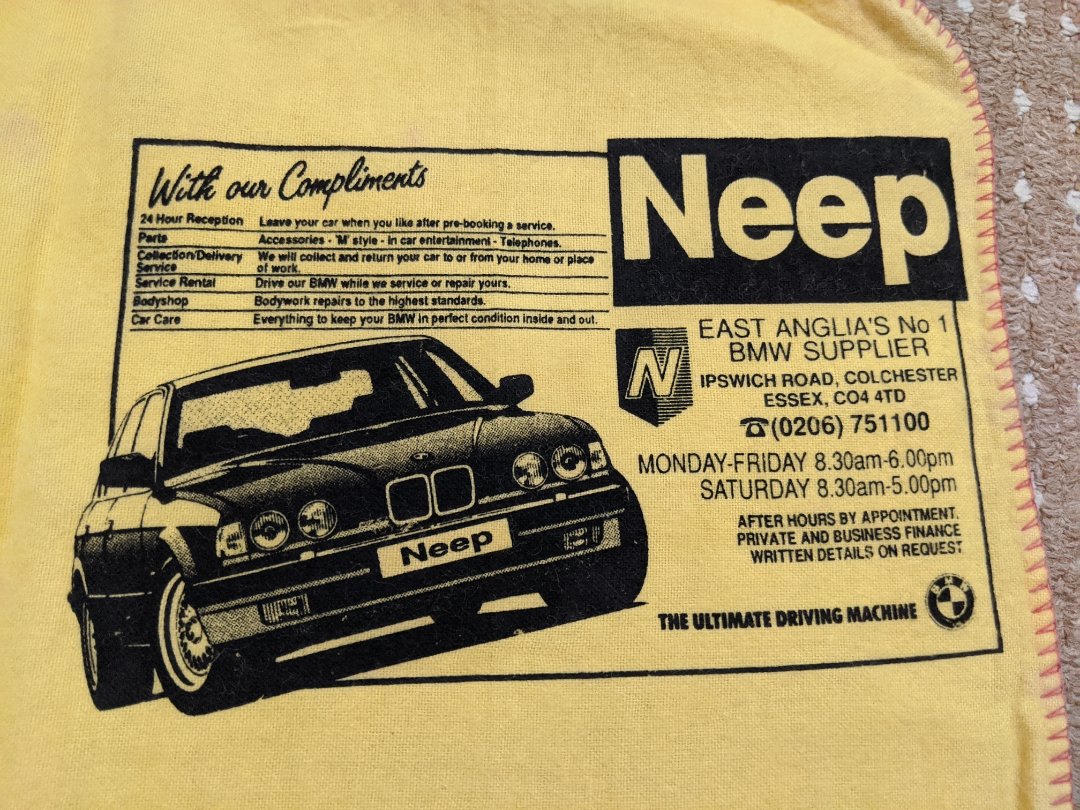 With our Compliments
24 Hour Reception Leave your car when you like after pre-booking a service.
Parts Accessories - 'M' style - in car entertainment - Telephones.
Collection/Delivery Service We will collect and return your car to or from your home or place
of work.
Service Rental Drive our BMW while we service or repair yours.
Bodyshop Bodywork repairs to the highest standards.
Car Care Everything to keep your BMW in perfect condition inside and out.
Neep
N
EAST ANGLIA'S No 1
BMW SUPPLIER
IPSWICH ROAD, COLCHESTER
ESSEX, CO4 4TD
☎(0206) 751100
MONDAY-FRIDAY 8.30am-6.00pm
SATURDAY 8.30am-5.00pm
AFTER HOURS BY APPOINTMENT.
PRIVATE AND BUSINESS FINANCE
WRITTEN DETAILS ON REQUEST
THE ULTIMATE DRIVING MACHINE
BMW
Neep